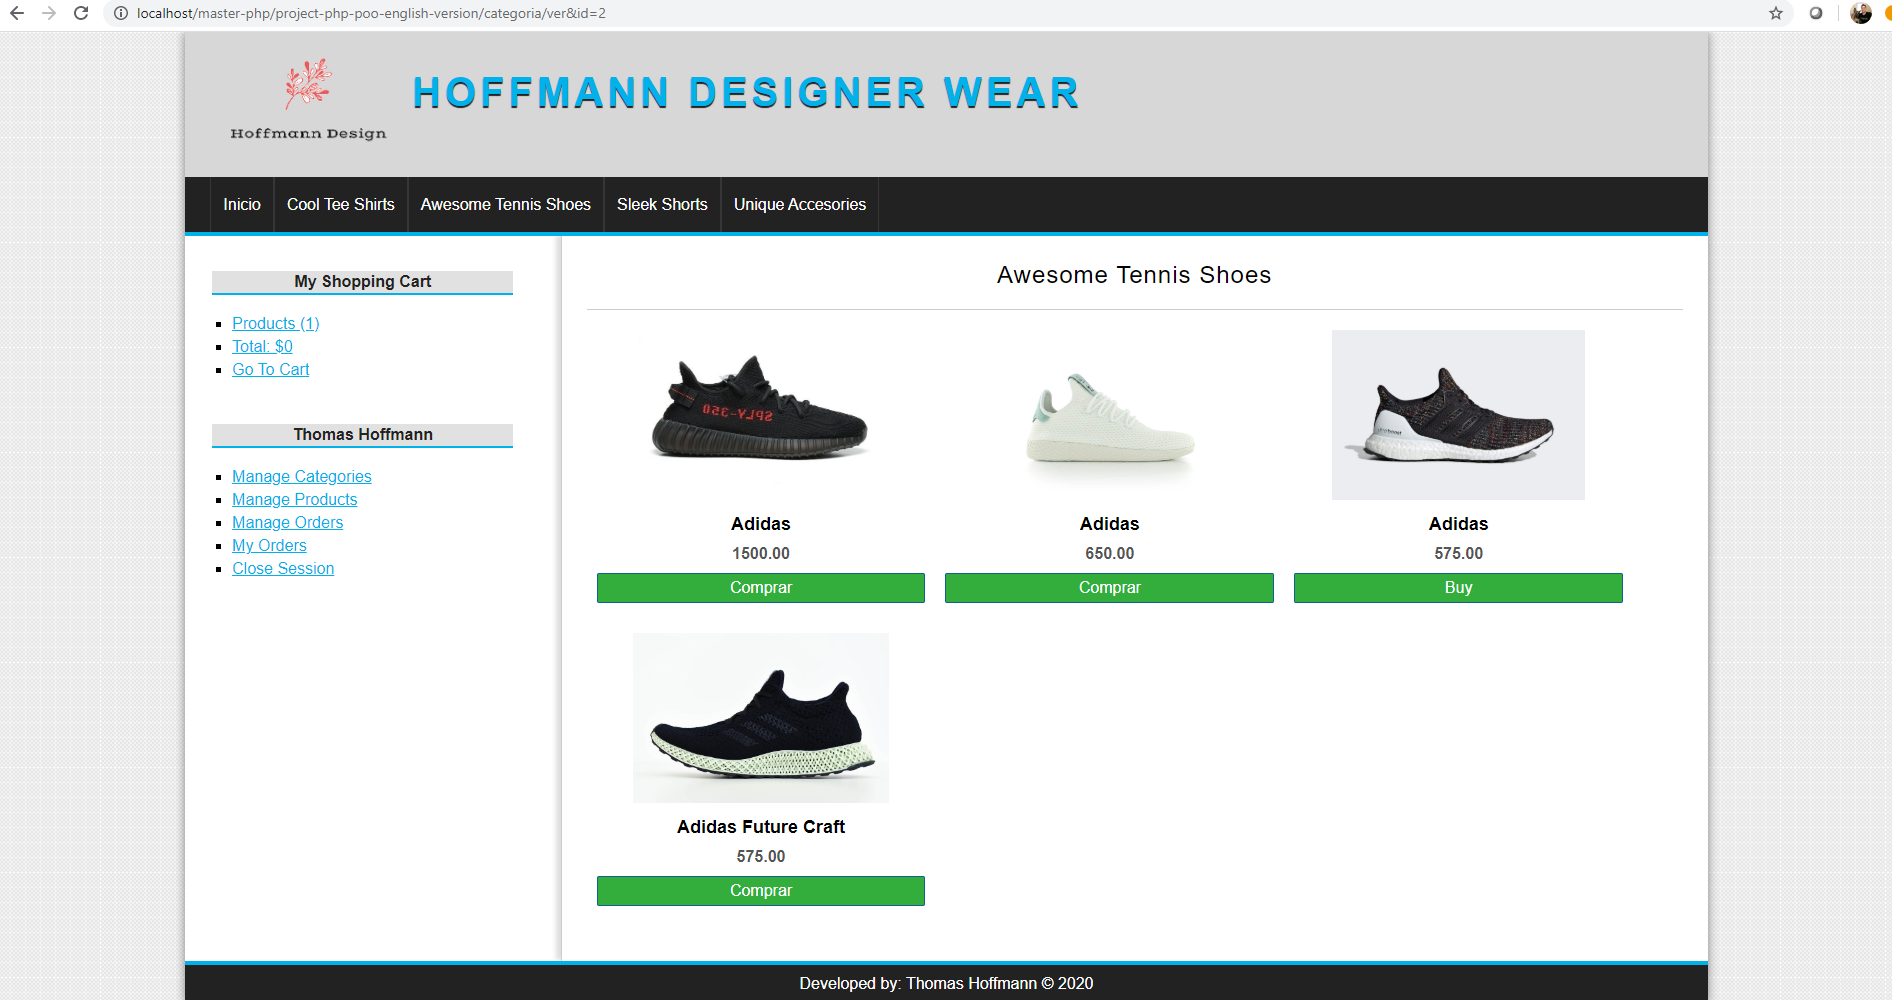 localhost/master-php/project-php-poo-english-version/categoria/ver&id=2
Hoffmann Design
HOFFMANN DESIGNER WEAR
Inicio Cool Tee Shirts Awesome Tennis Shoes Sleek Shorts Unique Accesories
My Shopping Cart
Products (1)
Total: $0
Go To Cart
Thomas Hoffmann
Manage Categories
Manage Products
Manage Orders
My Orders
Close Session
Awesome Tennis Shoes
SPLY-350
Adidas Adidas Adidas
1500.00 650.00 575.00
Comprar Comprar Buy
Adidas Future Craft
575.00
Comprar
Developed by: Thomas Hoffmann © 2020